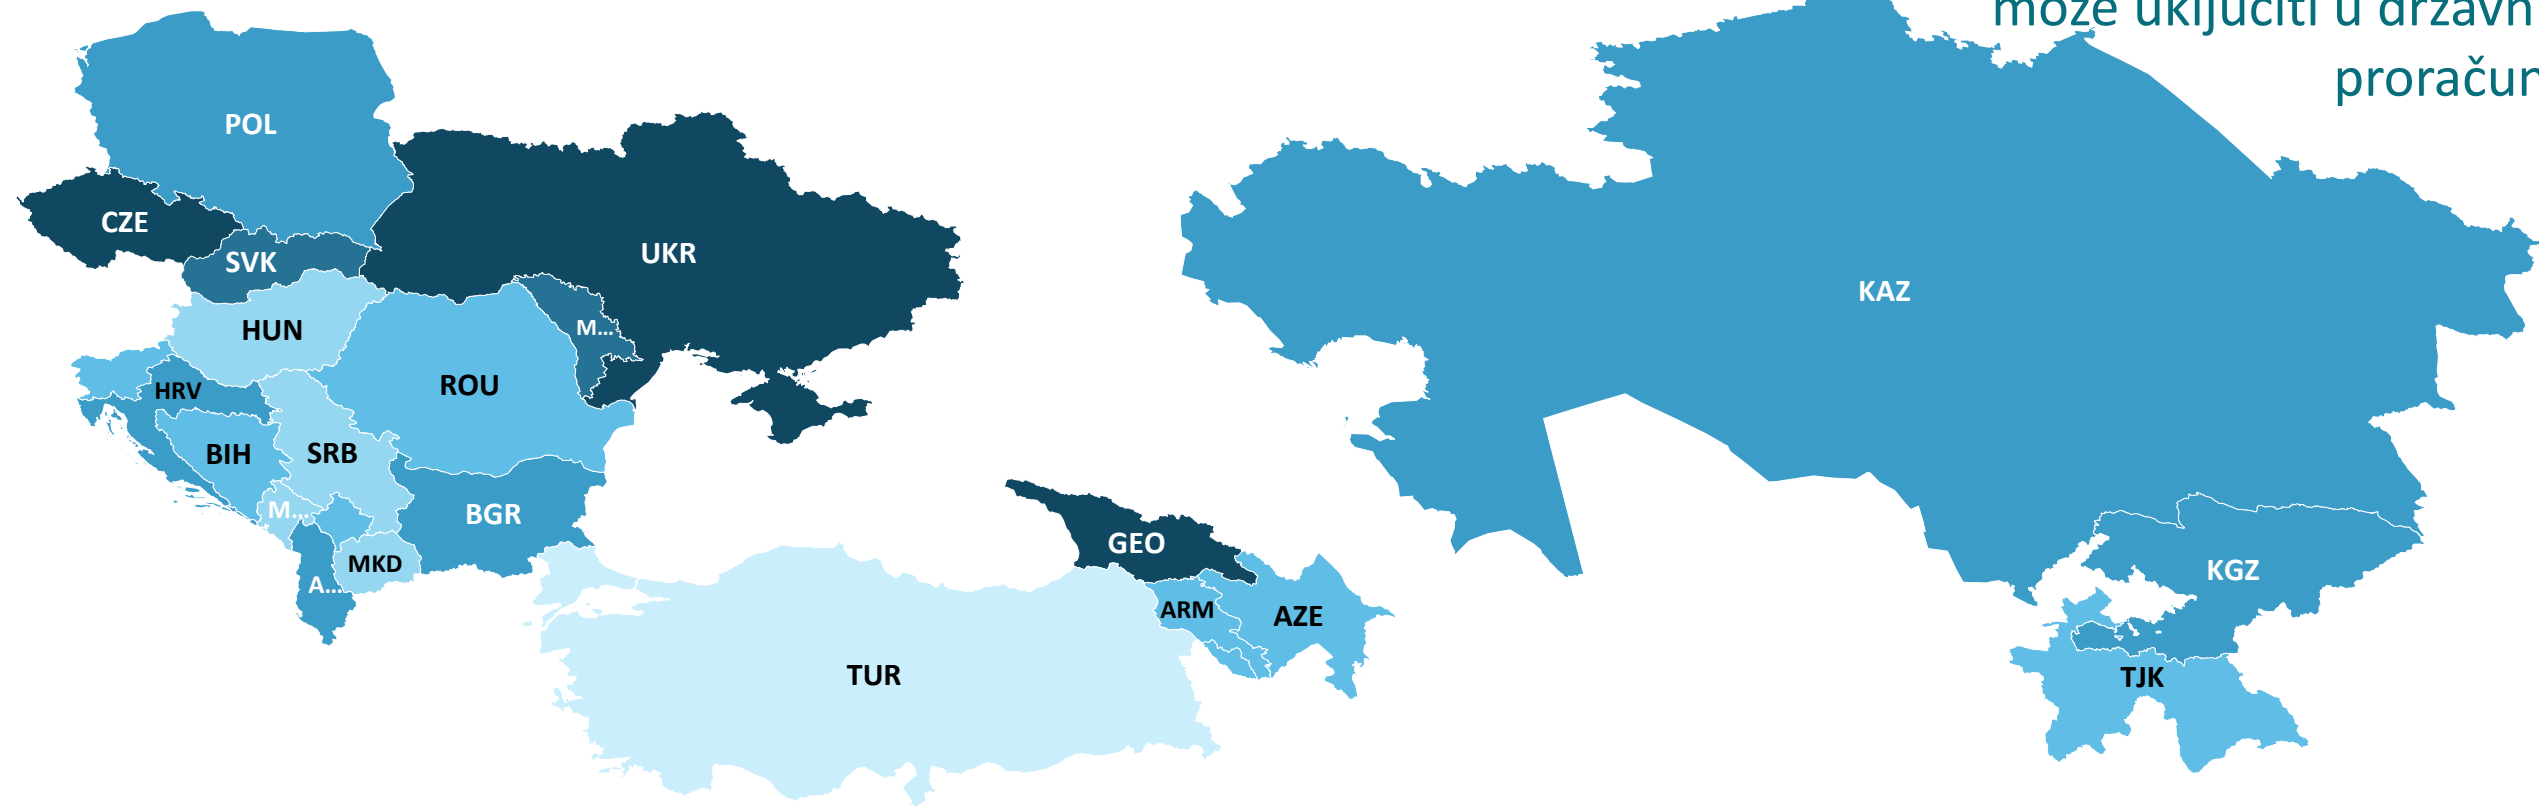 može uključiti u državn
proračun
POL
CZE
UKR
SVK
KAZ
HUN
M...
ROU
HRV
BIH
SRB
M...
BGR
GEO
MKD
KGZ
A...
ARM
AZE
TUR
TJK